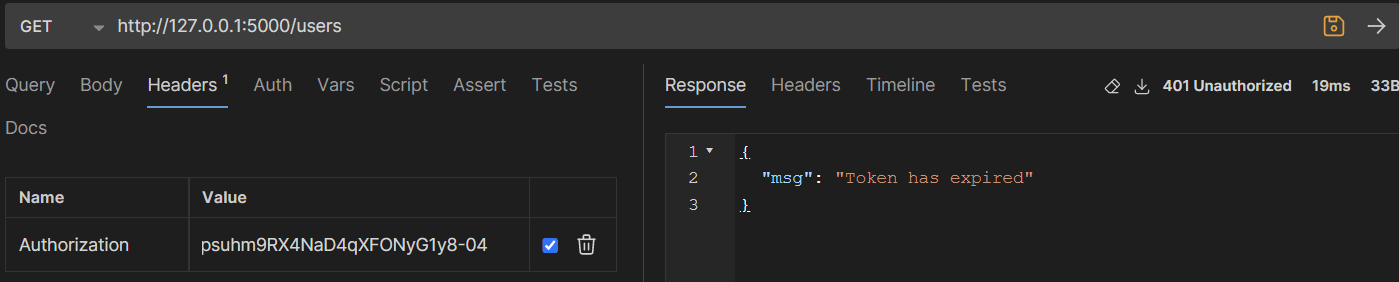 GET http://127.0.0.1:5000/users
Query Body Headers 1 Auth Vars Script Assert Tests
Docs
Name Value
Authorization psuhm9RX4NaD4qXFONyG1y8-04
Response Headers Timeline Tests 401 Unauthorized 19ms 33B
1 {
2 "msg": "Token has expired"
3 }